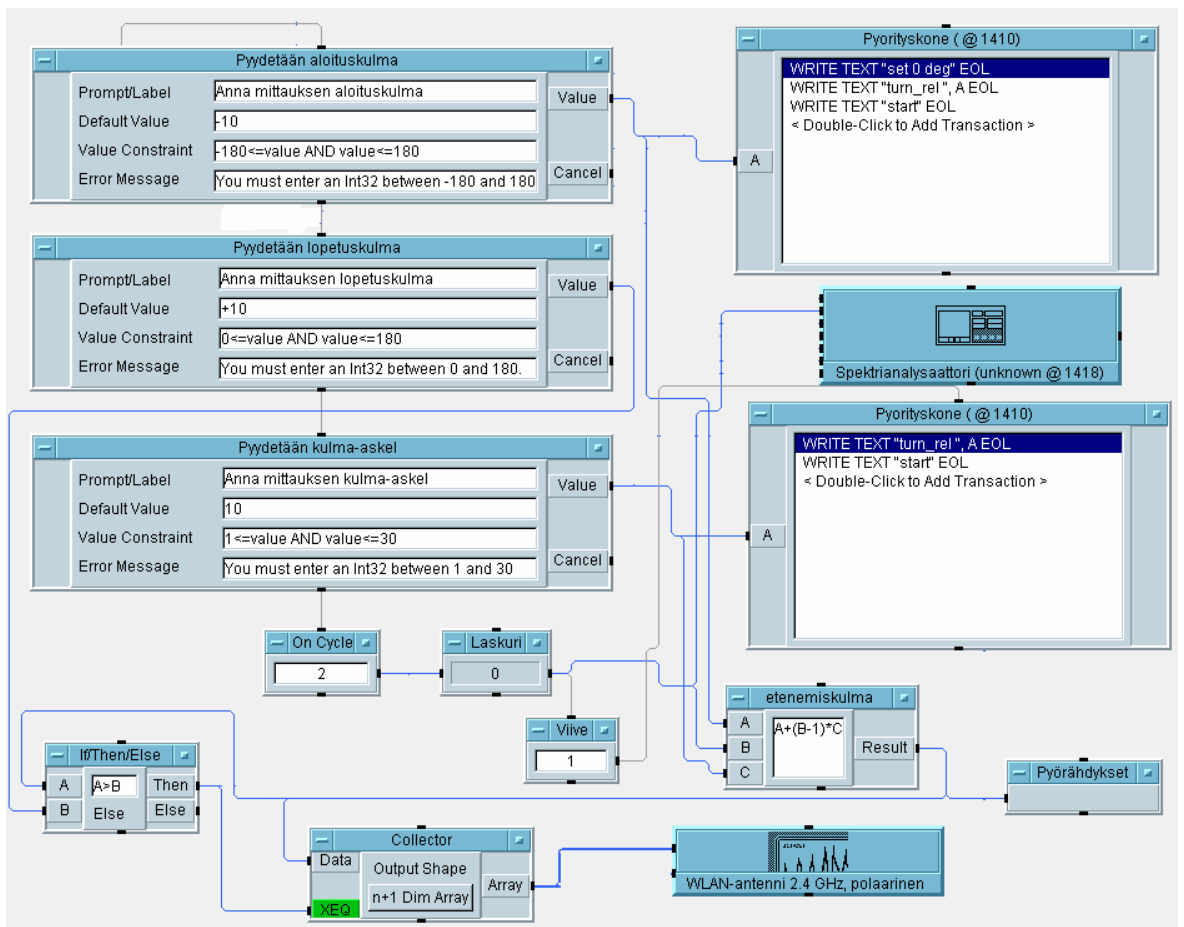 Pyydetään aloituskulma
Prompt/Label
Anna mittauksen aloituskulma
Value
Default Value
-10
Value Constraint
-180<=value AND value<=180
Error Message
You must enter an Int32 between -180 and 180
Cancel
Pyorityskone ( @1410)
WRITE TEXT "set 0 deg" EOL
WRITE TEXT "turn_rel ", A EOL
WRITE TEXT "start" EOL
< Double-Click to Add Transaction >
A
Pyydetään lopetuskulma
Prompt/Label
Anna mittauksen lopetuskulma
Value
Default Value
+10
Value Constraint
0<=value AND value<=180
Error Message
You must enter an Int32 between 0 and 180.
Cancel
Spektrianalysaattori (unknown @1418)
Pyydetään kulma-askel
Prompt/Label
Anna mittauksen kulma-askel
Value
Default Value
10
Value Constraint
1<=value AND value<=30
Error Message
You must enter an Int32 between 1 and 30
Cancel
Pyorityskone ( @1410)
WRITE TEXT "turn_rel ", A EOL
WRITE TEXT "start" EOL
< Double-Click to Add Transaction >
A
On Cycle
2
Laskuri
0
Viive
1
etenemiskulma
A
B
C
A+(B-1)*C
Result
Pyörähdykset
If/Then/Else
A
B
A>B
Else
Then
Else
Collector
Data
XEQ
Output Shape
n+1 Dim Array
Array
WLAN-antenni 2.4 GHz, polaarinen